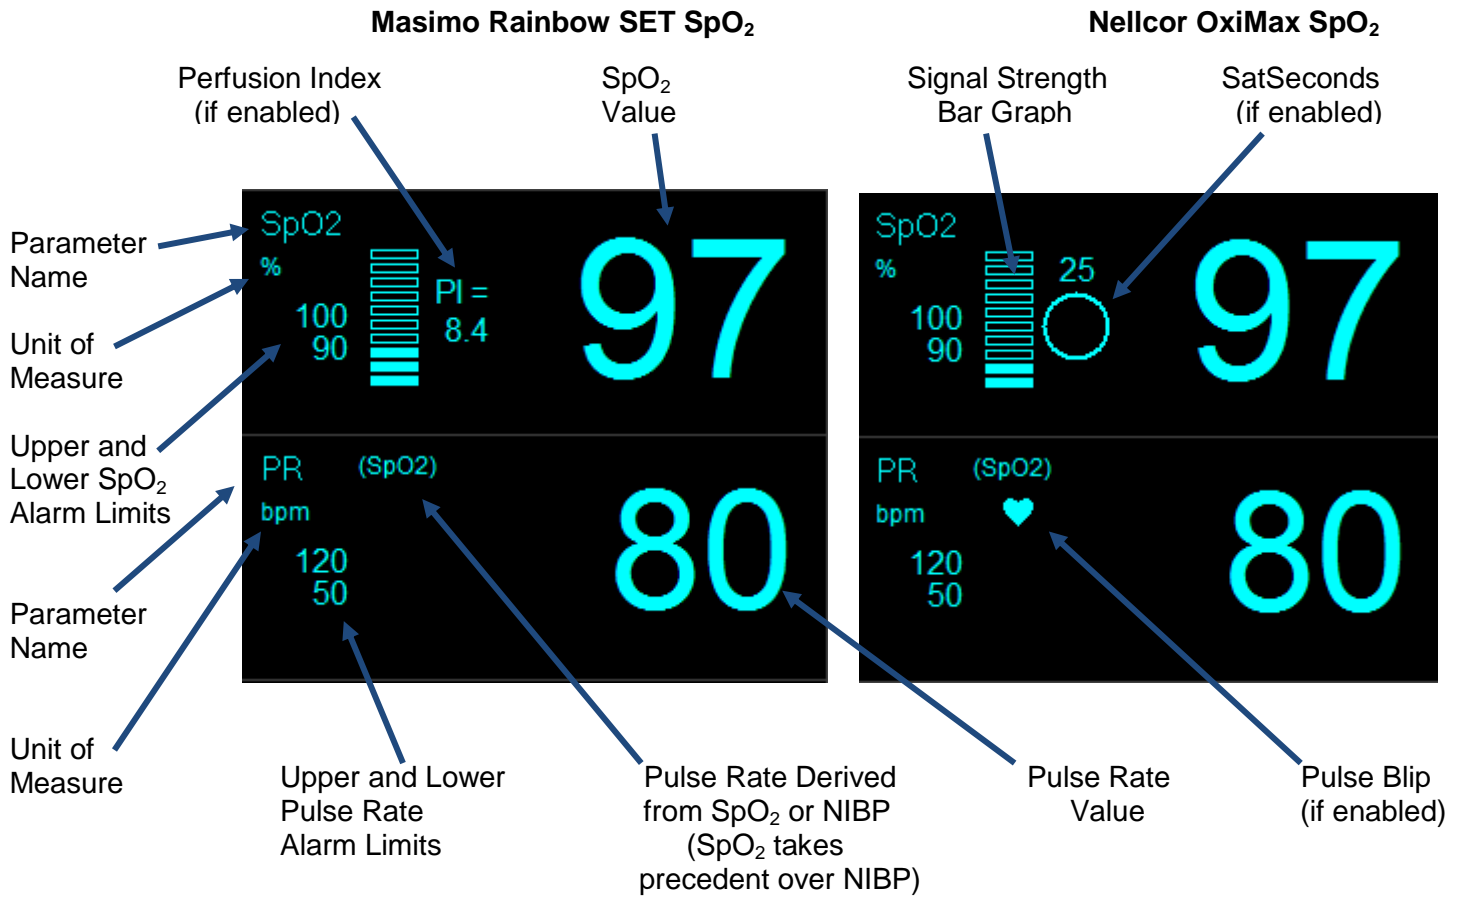 Masimo Rainbow SET SpO₂
Nellcor OxiMax SpO₂
Perfusion Index
(if enabled)
SpO₂
Value
Signal Strength
Bar Graph
SatSeconds
(if enabled)
Parameter
Name
Unit of
Measure
Upper and
Lower SpO₂
Alarm Limits
Parameter
Name
Unit of
Measure
SpO2
%
100
90
PI =
8.4
97
PR
(SpO2)
bpm
120
50
80
SpO2
%
100
90
25
97
PR
(SpO2)
bpm
120
50
80
Upper and Lower
Pulse Rate
Alarm Limits
Pulse Rate Derived
from SpO₂ or NIBP
(SpO₂ takes
precedent over NIBP)
Pulse Rate
Value
Pulse Blip
(if enabled)